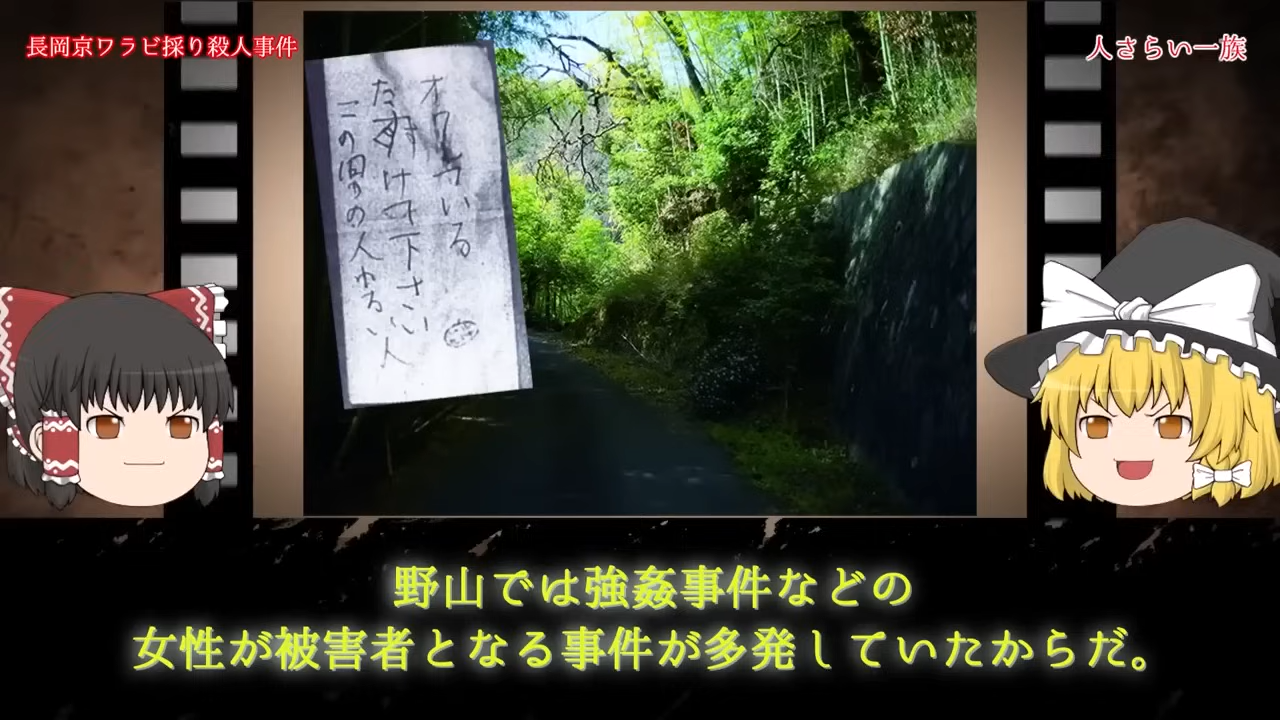 長岡京ワラビ採り殺人事件
人さらい一族
オワれている
たすけて下さい
この男の人わるい人
野山では強姦事件などの
女性が被害者となる事件が多発していたからだ。